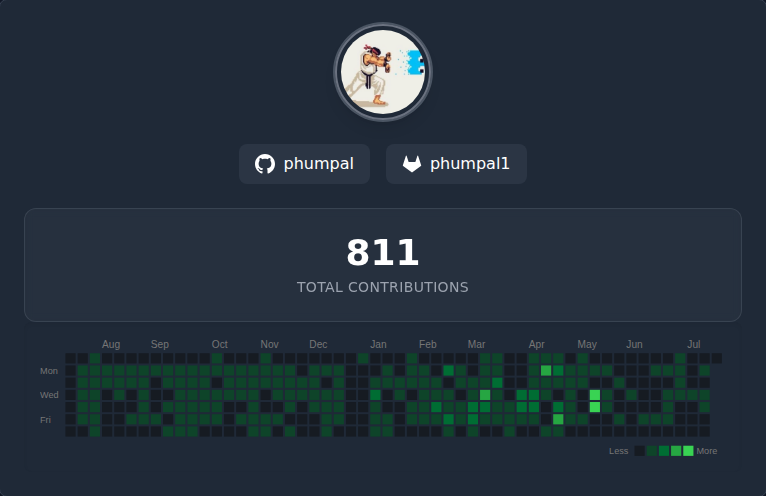 phumpal phumpal1
811
TOTAL CONTRIBUTIONS
Aug Sep Oct Nov Dec Jan Feb Mar Apr May Jun Jul
Mon
Wed
Fri
Less More